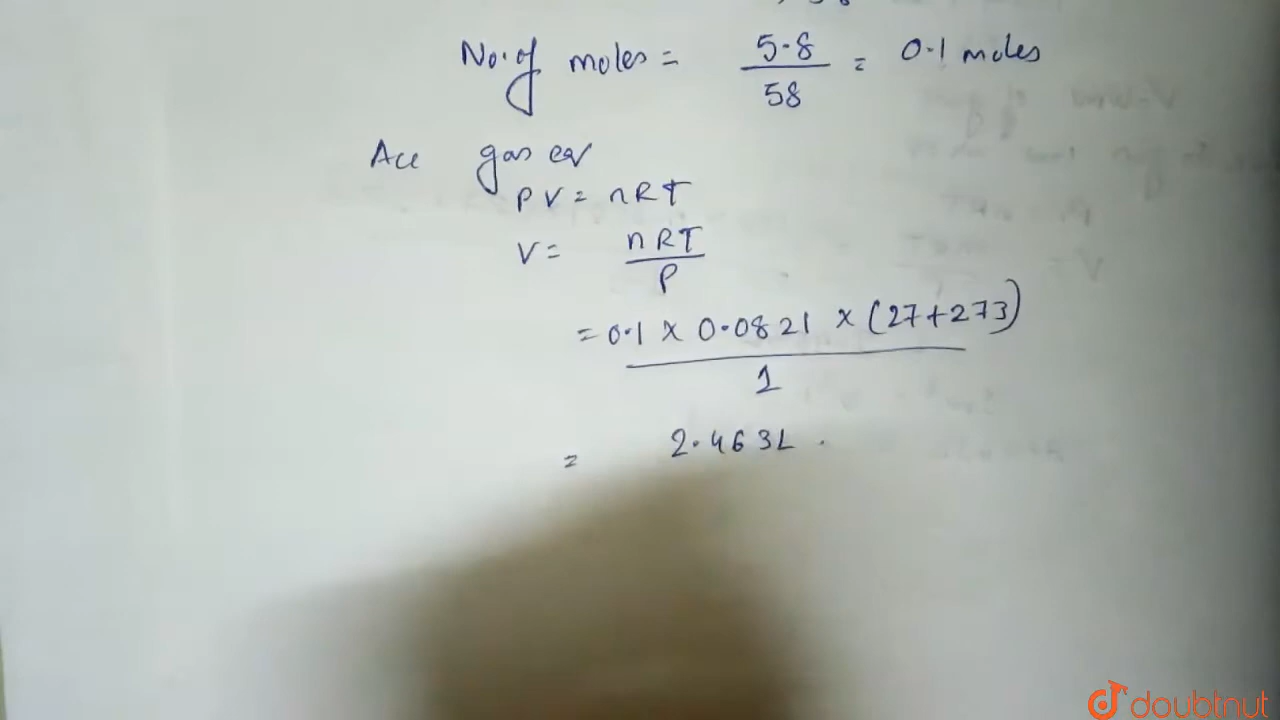 No. of moles = 5.8 / 58 = 0.1 moles
Acc gas eq
PV = nRT
V = nRT / P
= 0.1 x 0.0821 x (27+273) / 1
= 2.463L.
doubtnut